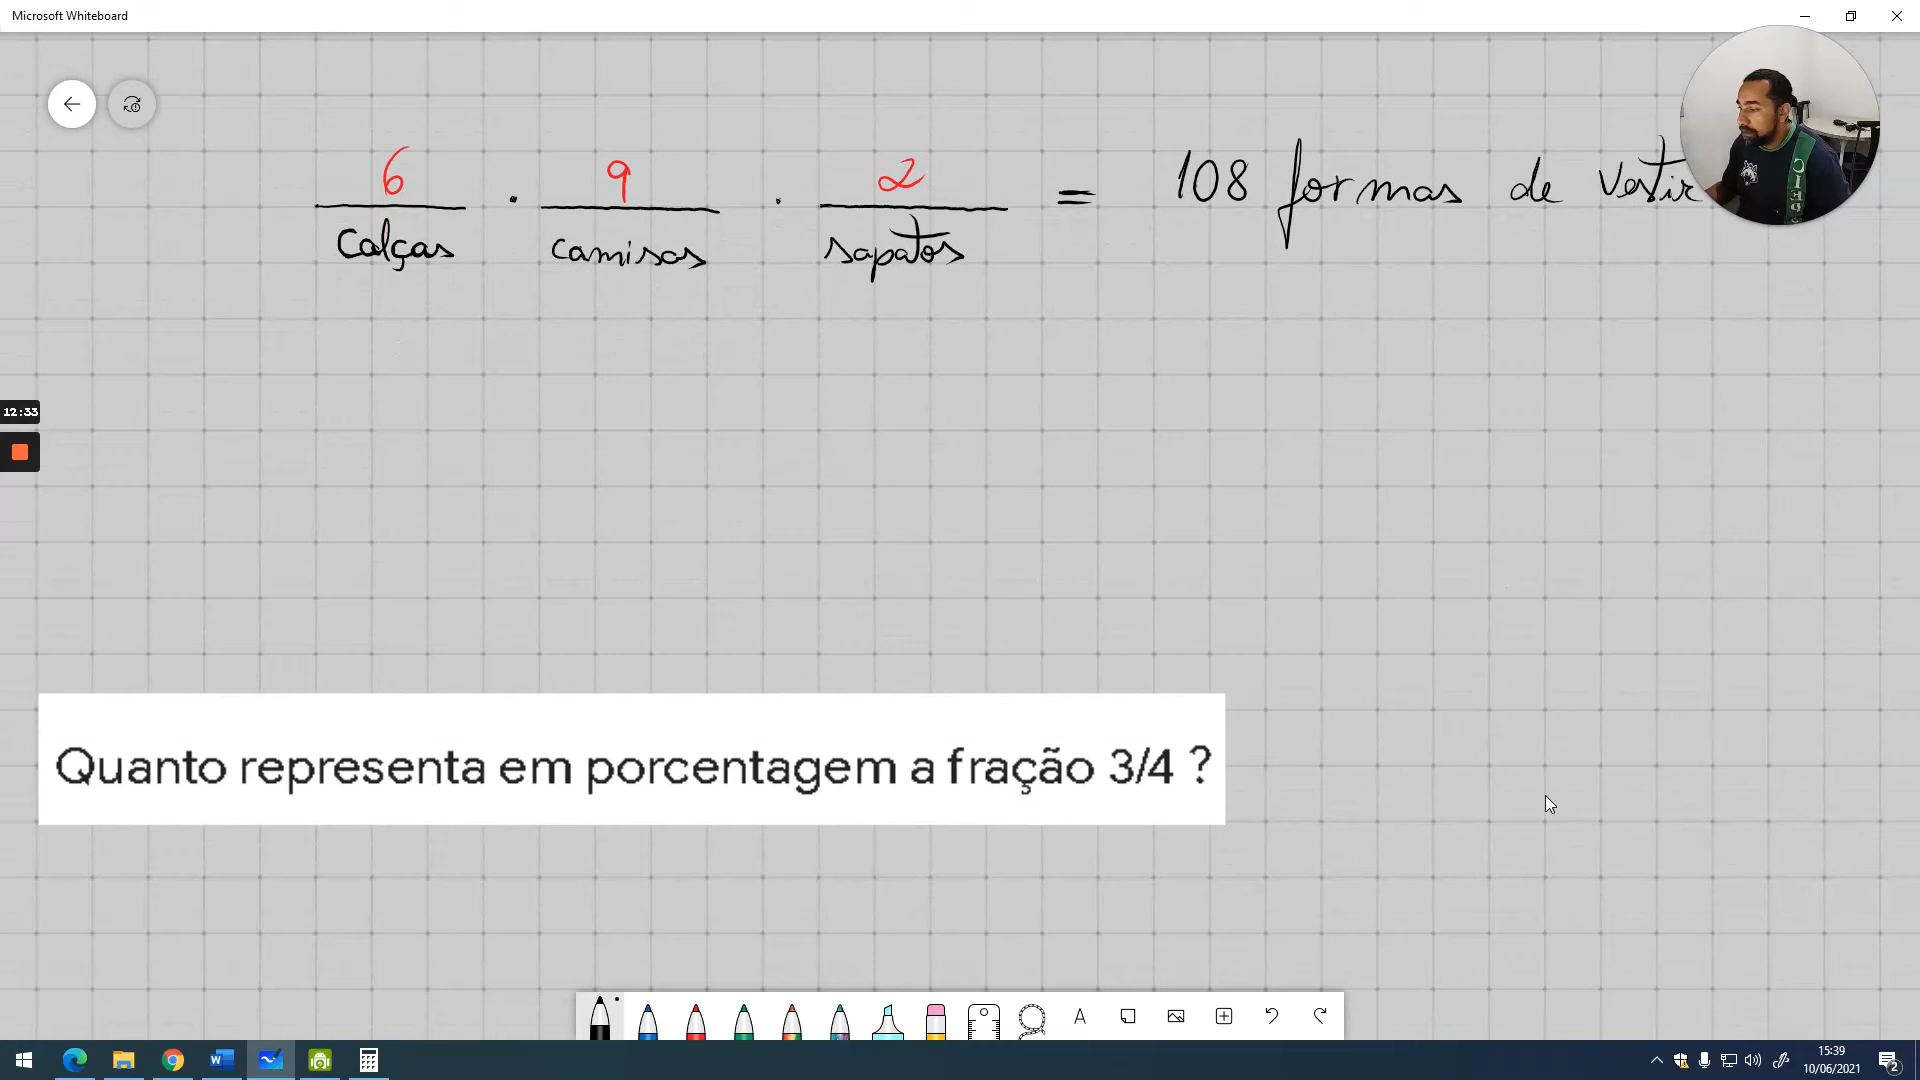 Microsoft Whiteboard
6 · 9 · 2 = 108 formas de vestir
calças camisas sapatos
12:33
Quanto representa em porcentagem a fração 3/4 ?
A
15:39
10/06/2021
2